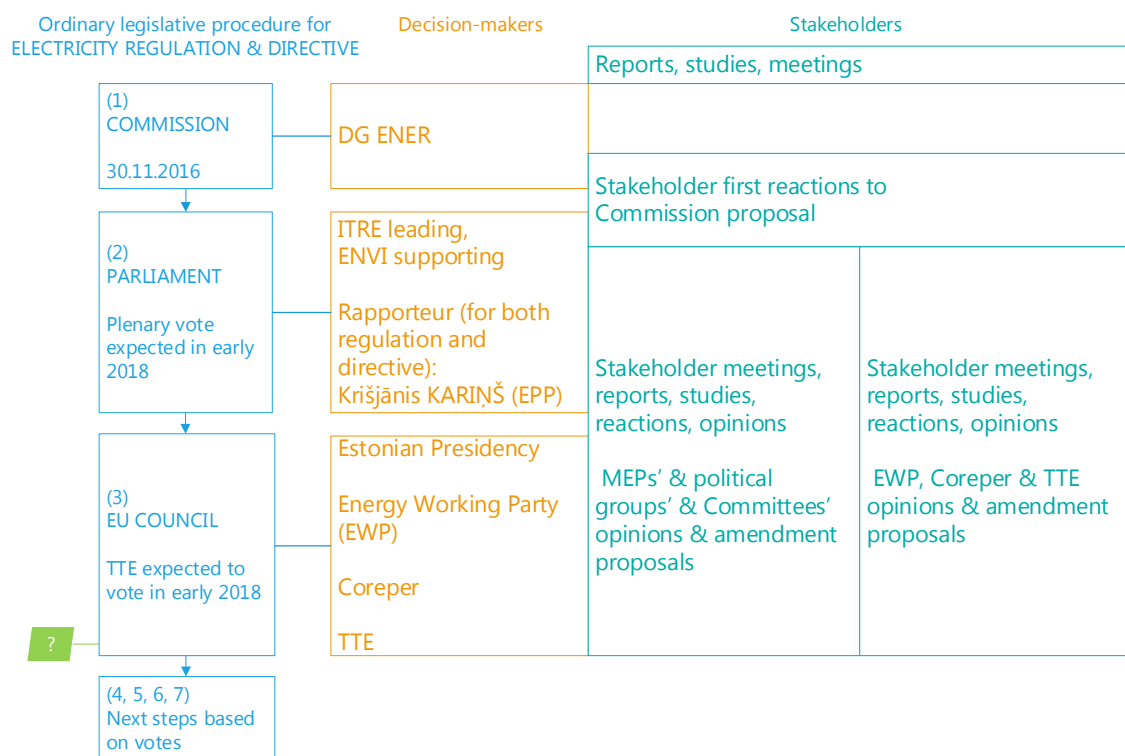 Ordinary legislative procedure for
ELECTRICITY REGULATION & DIRECTIVE
Decision-makers
Stakeholders
Reports, studies, meetings
(1)
COMMISSION
30.11.2016
DG ENER
Stakeholder first reactions to
Commission proposal
(2)
PARLIAMENT
Plenary vote
expected in early
2018
ITRE leading,
ENVI supporting
Rapporteur (for both
regulation and
directive):
Krišjānis KARIŅŠ (EPP)
Stakeholder meetings,
reports, studies,
reactions, opinions
MEPs’ & political
groups’ & Committees’
opinions & amendment
proposals
Stakeholder meetings,
reports, studies,
reactions, opinions
EWP, Coreper & TTE
opinions & amendment
proposals
(3)
EU COUNCIL
TTE expected to
vote in early 2018
Estonian Presidency
Energy Working Party
(EWP)
Coreper
TTE
?
(4, 5, 6, 7)
Next steps based
on votes